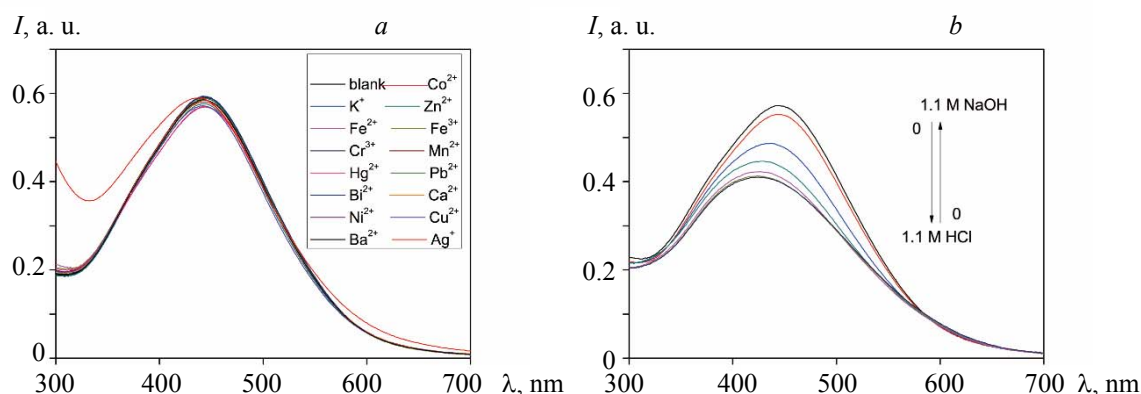 I, a. u.
a
0.6
0.4
0.2
0
300 400 500 600 700 λ, nm
blank Co²⁺
K⁺ Zn²⁺
Fe²⁺ Fe³⁺
Cr³⁺ Mn²⁺
Hg²⁺ Pb²⁺
Bi²⁺ Ca²⁺
Ni²⁺ Cu²⁺
Ba²⁺ Ag⁺
I, a. u.
b
0.6
0.4
0.2
0
300 400 500 600 700 λ, nm
1.1 M NaOH
0
0
1.1 M HCl